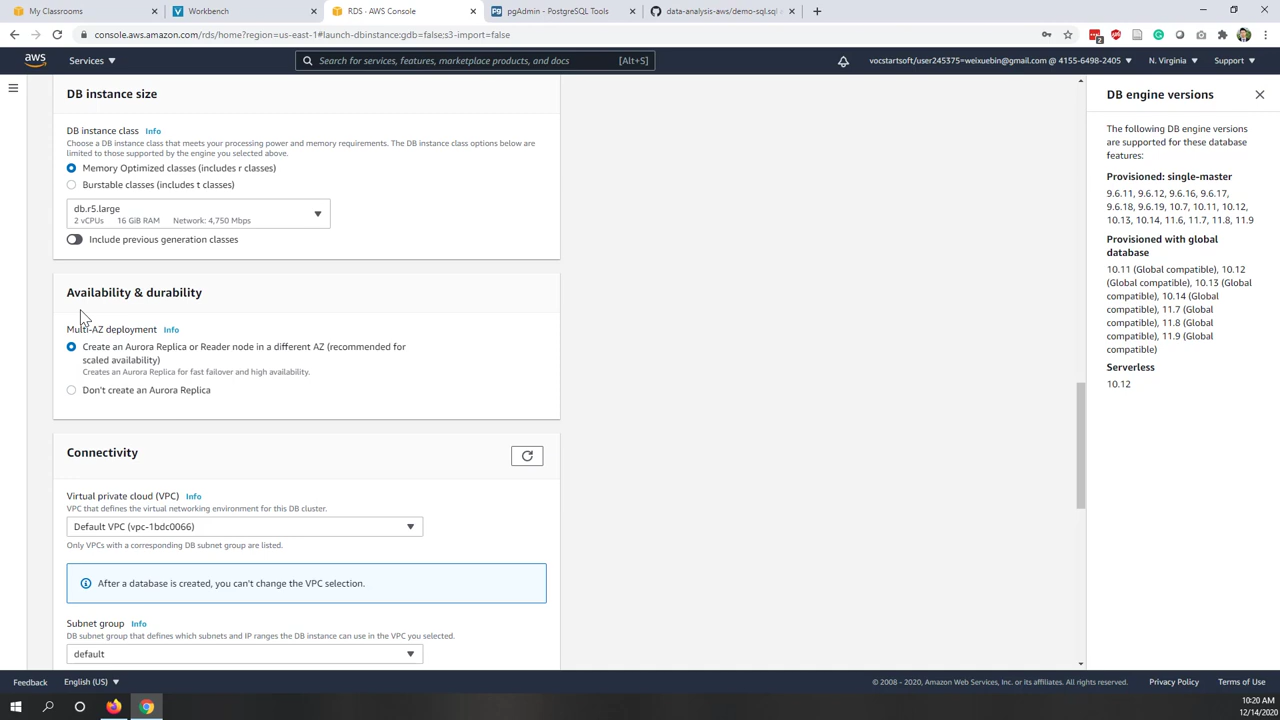 My Classrooms
Workbench
RDS · AWS Console
pgAdmin - PostgreSQL Tools
data-analysis-aws/demo-sql.sql
console.aws.amazon.com/rds/home?region=us-east-1#launch-dbinstance:gdb=false;s3-import=false
2
aws
Services
Search for services, features, marketplace products, and docs
[Alt+S]
vocstartsoft/user245375=weixuebin@gmail.com @ 4155-6498-2405
N. Virginia
Support
DB instance size
DB instance class Info
Choose a DB instance class that meets your processing power and memory requirements. The DB instance class options below are
limited to those supported by the engine you selected above.
Memory Optimized classes (includes r classes)
Burstable classes (includes t classes)
db.r5.large
2 vCPUs 16 GiB RAM Network: 4,750 Mbps
Include previous generation classes
Availability & durability
Multi-AZ deployment Info
Create an Aurora Replica or Reader node in a different AZ (recommended for
scaled availability)
Creates an Aurora Replica for fast failover and high availability.
Don't create an Aurora Replica
Connectivity
Virtual private cloud (VPC) Info
VPC that defines the virtual networking environment for this DB cluster.
Default VPC (vpc-1bdc0066)
Only VPCs with a corresponding DB subnet group are listed.
After a database is created, you can't change the VPC selection.
Subnet group Info
DB subnet group that defines which subnets and IP ranges the DB instance can use in the VPC you selected.
default
DB engine versions
The following DB engine versions
are supported for these database
features:
Provisioned: single-master
9.6.11, 9.6.12, 9.6.16, 9.6.17,
9.6.18, 9.6.19, 10.7, 10.11, 10.12,
10.13, 10.14, 11.6, 11.7, 11.8, 11.9
Provisioned with global
database
10.11 (Global compatible), 10.12
(Global compatible), 10.13 (Global
compatible), 10.14 (Global
compatible), 11.7 (Global
compatible), 11.8 (Global
compatible), 11.9 (Global
compatible)
Serverless
10.12
Feedback
English (US)
© 2008 - 2020, Amazon Web Services, Inc. or its affiliates. All rights reserved.
Privacy Policy
Terms of Use
10:20 AM
12/14/2020